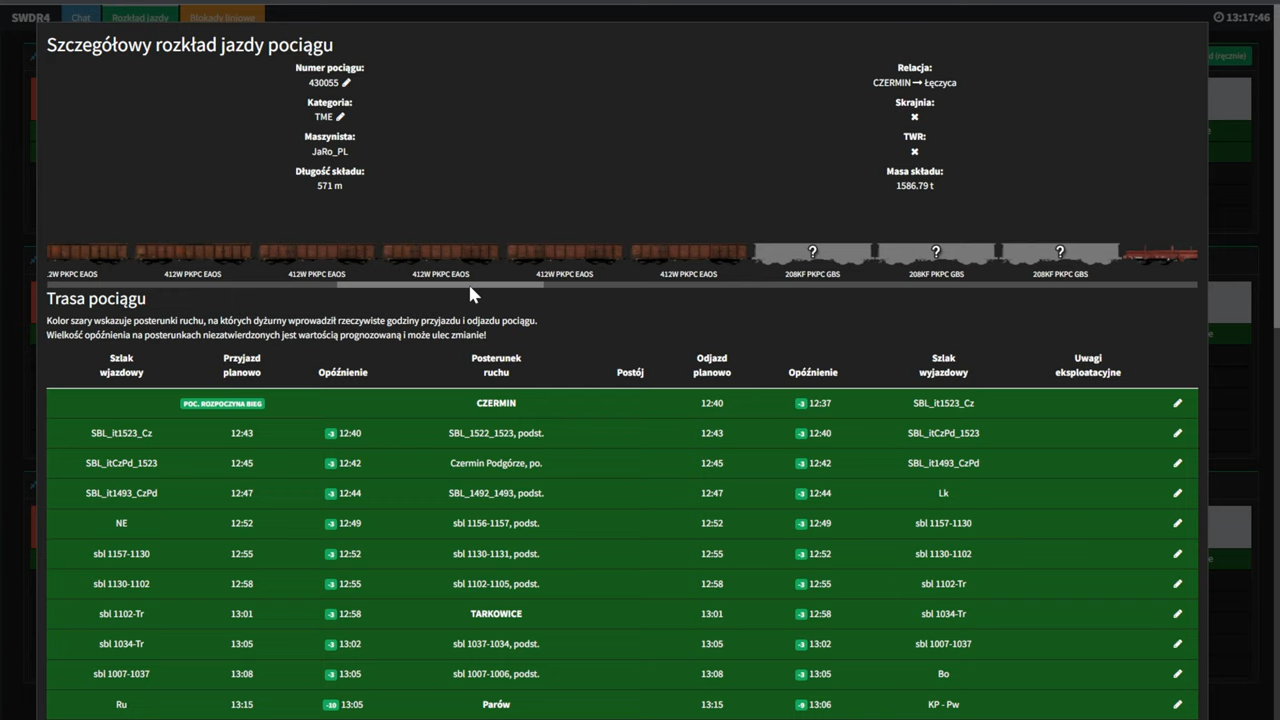 SWDR4 Chat Rozkład jazdy Blokady liniowe 13:17:46
Szczegółowy rozkład jazdy pociągu
Numer pociągu: Relacja:
430055 CZERMIN → Łęczyca
Kategoria: Skrajnia:
TME ✖
Maszynista: TWR:
JaRo_PL ✖
Długość składu: Masa składu:
571 m 1586.79 t
? ? ?
.2W PKPC EAOS 412W PKPC EAOS 412W PKPC EAOS 412W PKPC EAOS 412W PKPC EAOS 412W PKPC EAOS 208KF PKPC GBS 208KF PKPC GBS 208KF PKPC GBS
Trasa pociągu
Kolor szary wskazuje posterunki ruchu, na których dyżurny wprowadził rzeczywiste godziny przyjazdu i odjazdu pociągu.
Wielkość opóźnienia na posterunkach niezatwierdzonych jest wartością prognozowaną i może ulec zmianie!
Szlak wjazdowy Przyjazd planowo Opóźnienie Posterunek ruchu Postój Odjazd planowo Opóźnienie Szlak wyjazdowy Uwagi eksploatacyjne
POC. ROZPOCZYNA BIEG CZERMIN 12:40 -3 12:37 SBL_it1523_Cz
SBL_it1523_Cz 12:43 -3 12:40 SBL_1522_1523, podst. 12:43 -3 12:40 SBL_itCzPd_1523
SBL_itCzPd_1523 12:45 -3 12:42 Czermin Podgórze, po. 12:45 -3 12:42 SBL_it1493_CzPd
SBL_it1493_CzPd 12:47 -3 12:44 SBL_1492_1493, podst. 12:47 -3 12:44 Lk
NE 12:52 -3 12:49 sbl 1156-1157, podst. 12:52 -3 12:49 sbl 1157-1130
sbl 1157-1130 12:55 -3 12:52 sbl 1130-1131, podst. 12:55 -3 12:52 sbl 1130-1102
sbl 1130-1102 12:58 -3 12:55 sbl 1102-1105, podst. 12:58 -3 12:55 sbl 1102-Tr
sbl 1102-Tr 13:01 -3 12:58 TARKOWICE 13:01 -3 12:58 sbl 1034-Tr
sbl 1034-Tr 13:05 -3 13:02 sbl 1037-1034, podst. 13:05 -3 13:02 sbl 1007-1037
sbl 1007-1037 13:08 -3 13:05 sbl 1007-1006, podst. 13:08 -3 13:05 Bo
Ru 13:15 -10 13:05 Parów 13:15 -9 13:06 KP - Pw